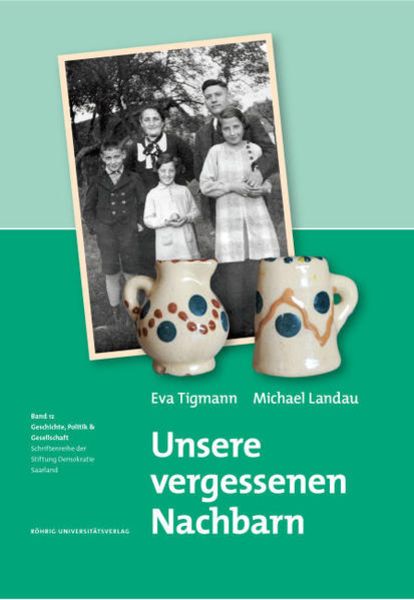 Eva Tigmann Michael Landau
Unsere
vergessenen
Nachbarn
Band 12
Geschichte, Politik &
Gesellschaft
Schriftenreihe der
Stiftung Demokratie
Saarland
RÖHRIG UNIVERSITÄTSVERLAG